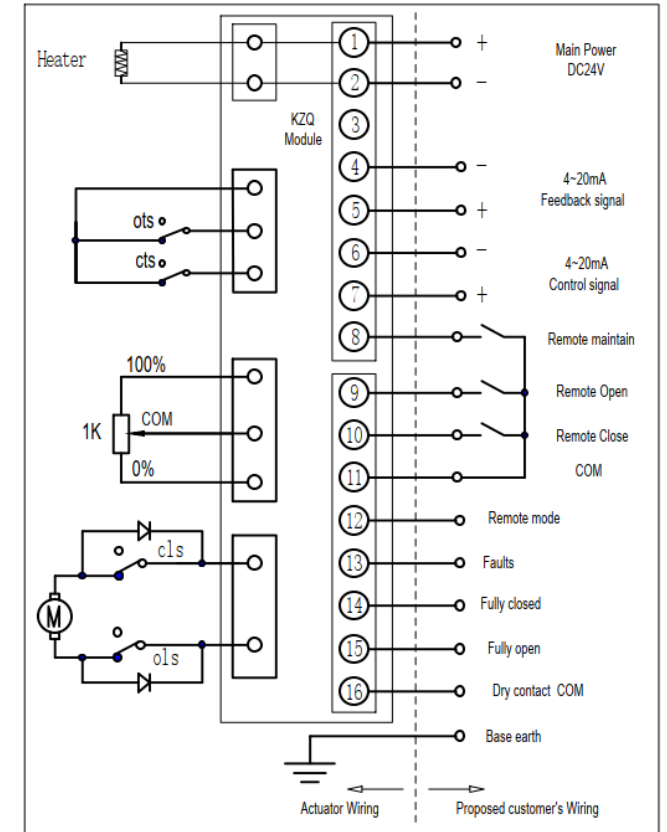 Heater
KZQ
Module
1
+
Main Power
DC24V
2
−
3
4
−
4~20mA
Feedback signal
5
+
6
−
4~20mA
Control signal
7
+
8
Remote maintain
ots
cts
100%
1K
COM
0%
9
Remote Open
10
Remote Close
11
COM
12
Remote mode
13
Faults
14
Fully closed
15
Fully open
16
Dry contact COM
cls
M
ols
Base earth
Actuator Wiring
Proposed customer's Wiring